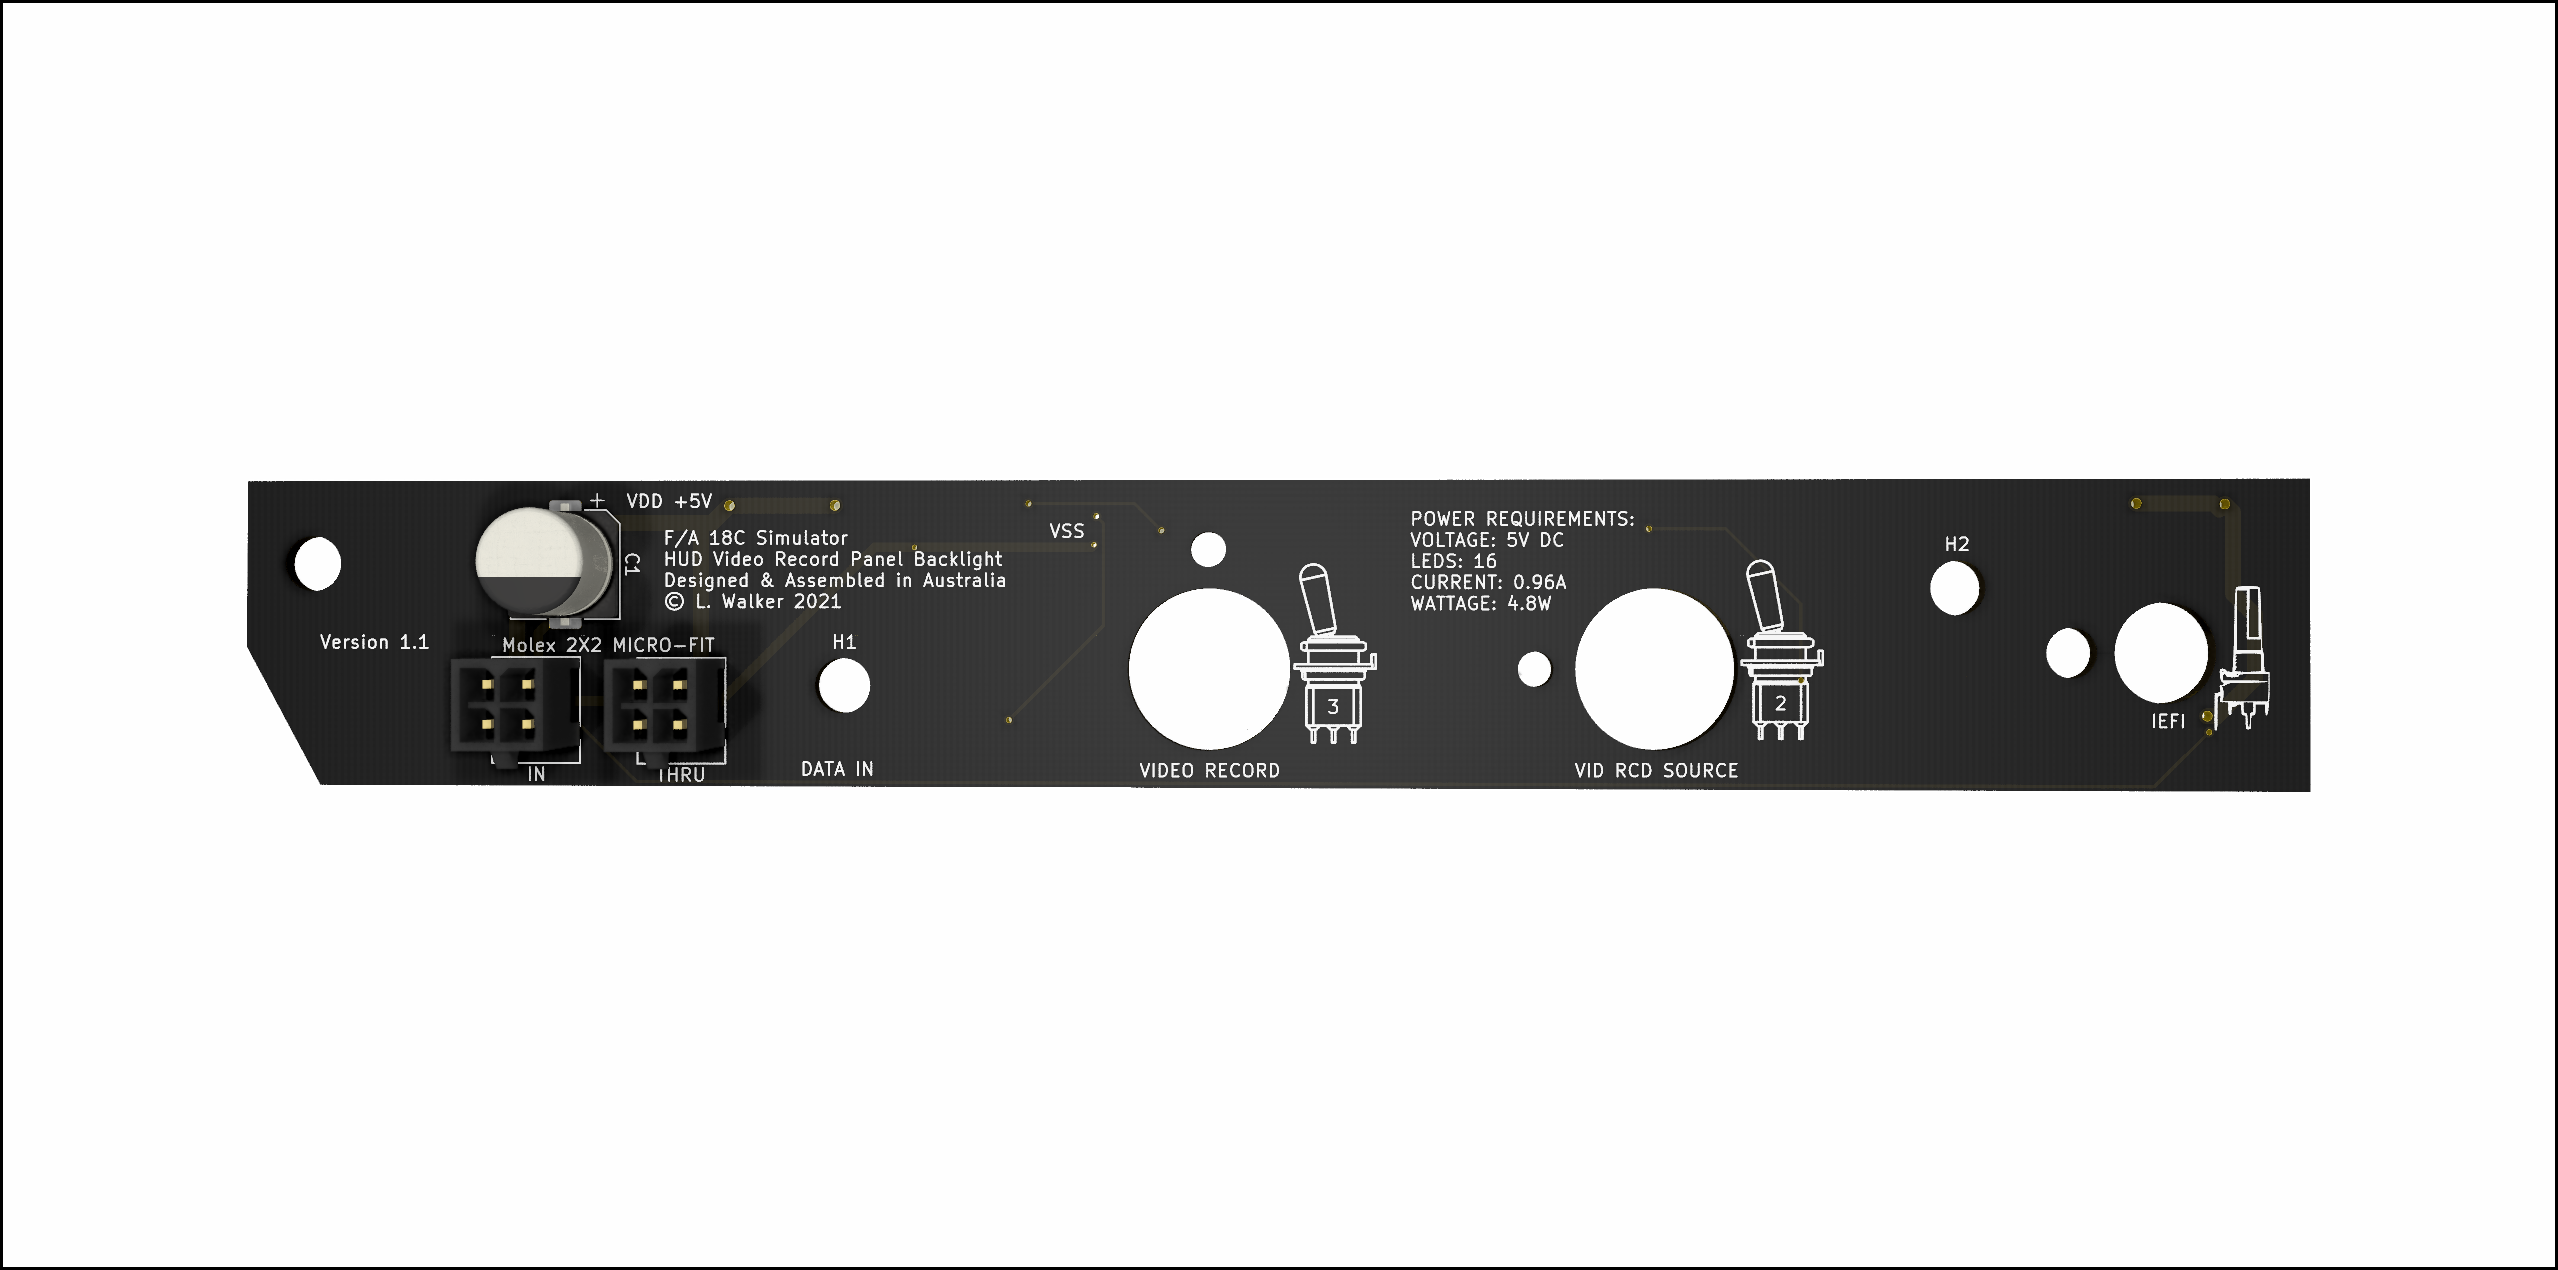 + VDD +5V
C1
F/A 18C Simulator
HUD Video Record Panel Backlight
Designed & Assembled in Australia
© L. Walker 2021
VSS
Version 1.1
Molex 2X2 MICRO-FIT
IN
THRU
H1
DATA IN
3
VIDEO RECORD
POWER REQUIREMENTS:
VOLTAGE: 5V DC
LEDS: 16
CURRENT: 0.96A
WATTAGE: 4.8W
2
VID RCD SOURCE
H2
IEFI